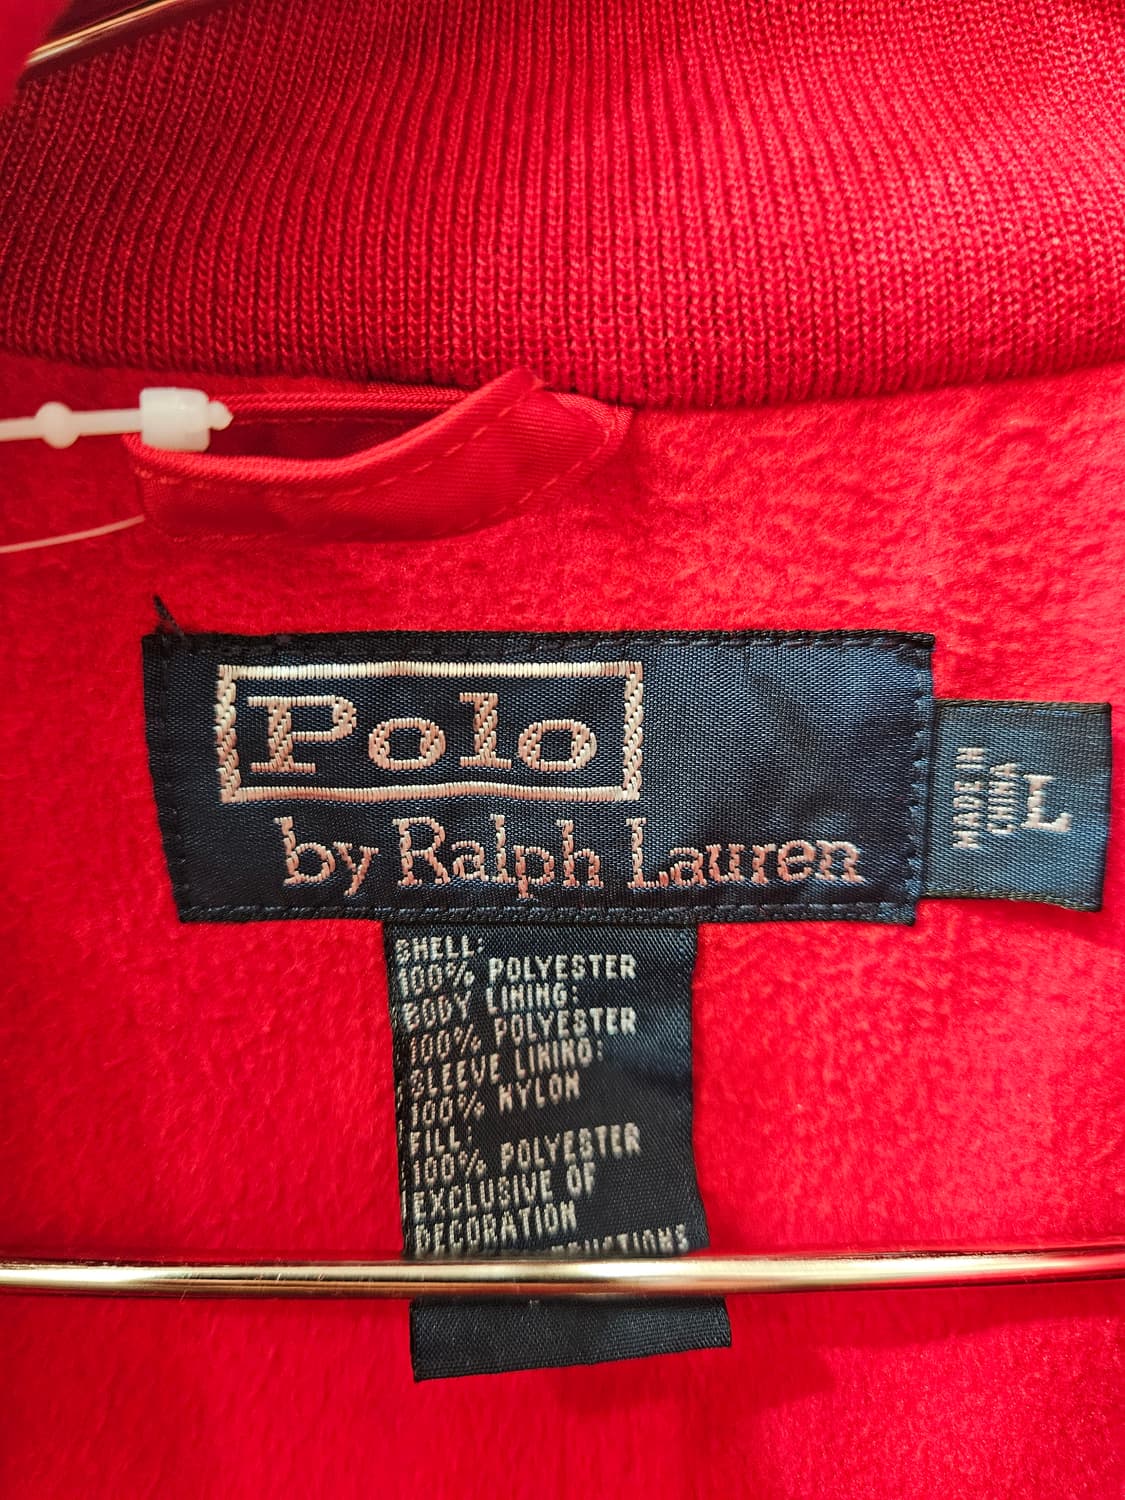 Polo
by Ralph Lauren
MADE IN
CHINA
L
SHELL:
100% POLYESTER
BODY LINING:
100% POLYESTER
SLEEVE LINING:
100% NYLON
FILL:
100% POLYESTER
EXCLUSIVE OF
DECORATION